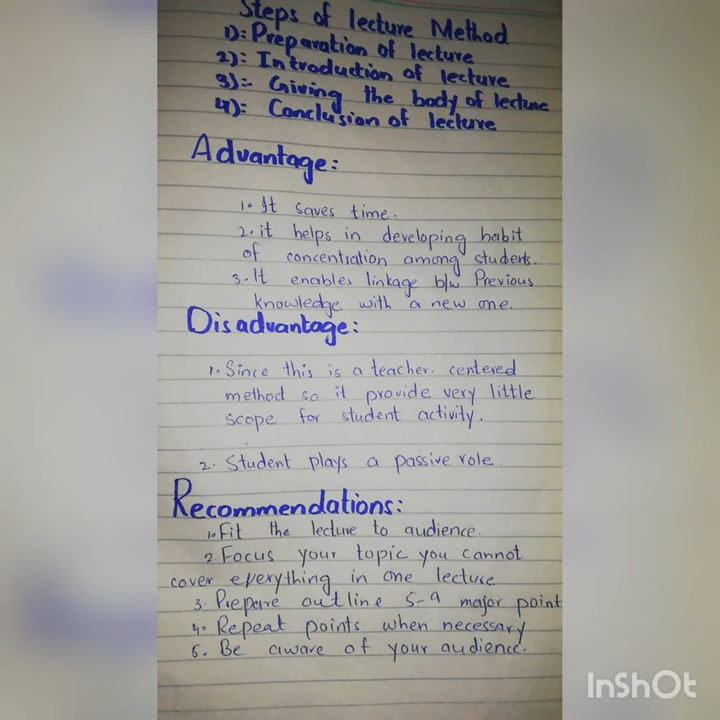 Steps of lecture Method
1):Preparation of lecture
2): Introduction of lecture
3):- Giving the body of lecture
4): Conclusion of lecture
Advantage:
1. It saves time.
2. it helps in developing habit
of concentration among students.
3. It enables linkage b/w Previous
knowledge with a new one.
Disadvantage:
1. Since this is a teacher. centered
method so it provide very little
scope for student activity.
2. Student plays a passive role.
Recommendations:
1. Fit the lecture to audience.
2 Focus your topic you cannot
cover everything in one lecture
3. Prepare outline 5-9 major point
4. Repeat points when necessary
5. Be aware of your audience.
InShOt